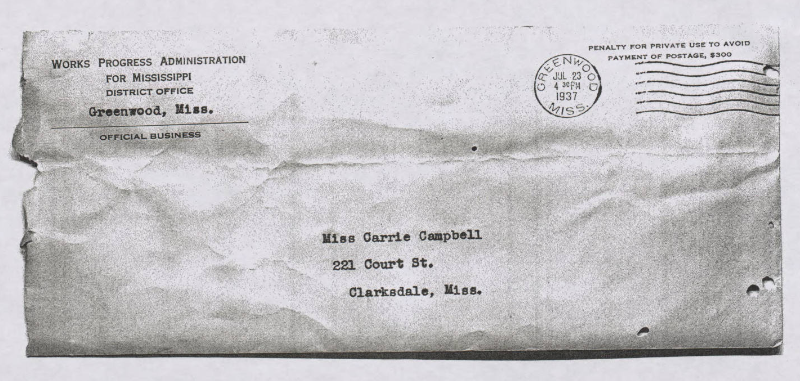 WORKS PROGRESS ADMINISTRATION
FOR MISSISSIPPI
DISTRICT OFFICE
Greenwood, Miss.
OFFICIAL BUSINESS
GREENWOOD
JUL 23
4 30 PM
1937
MISS.
PENALTY FOR PRIVATE USE TO AVOID
PAYMENT OF POSTAGE, $300
Miss Carrie Campbell
221 Court St.
Clarksdale, Miss.